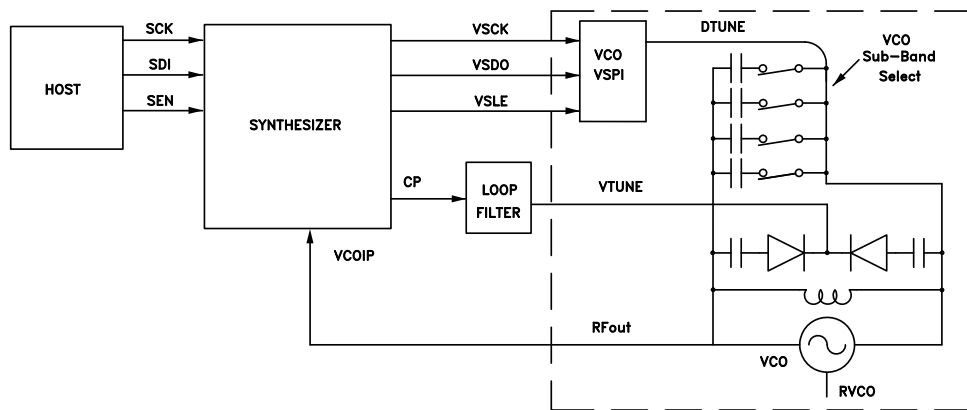 HOST
SCK
SDI
SEN
SYNTHESIZER
VSCK
VSDO
VSLE
VCO
VSPI
DTUNE
VCO
Sub-Band
Select
CP
LOOP
FILTER
VTUNE
VCOIP
RFout
VCO
RVCO